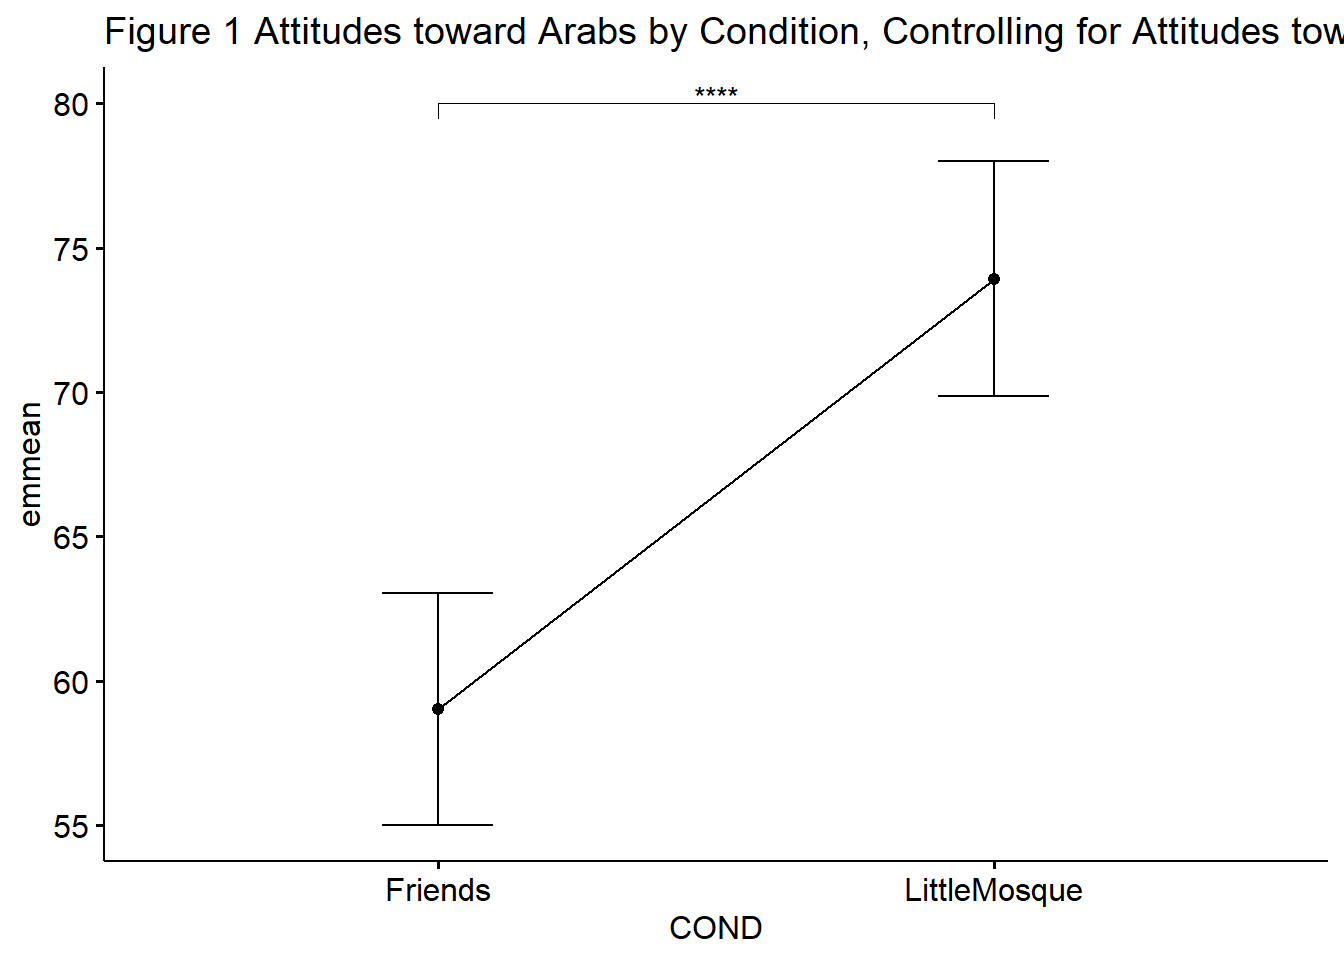 Figure 1 Attitudes toward Arabs by Condition, Controlling for Attitudes
****
80
75
70
65
60
55
emmean
Friends LittleMosque
COND